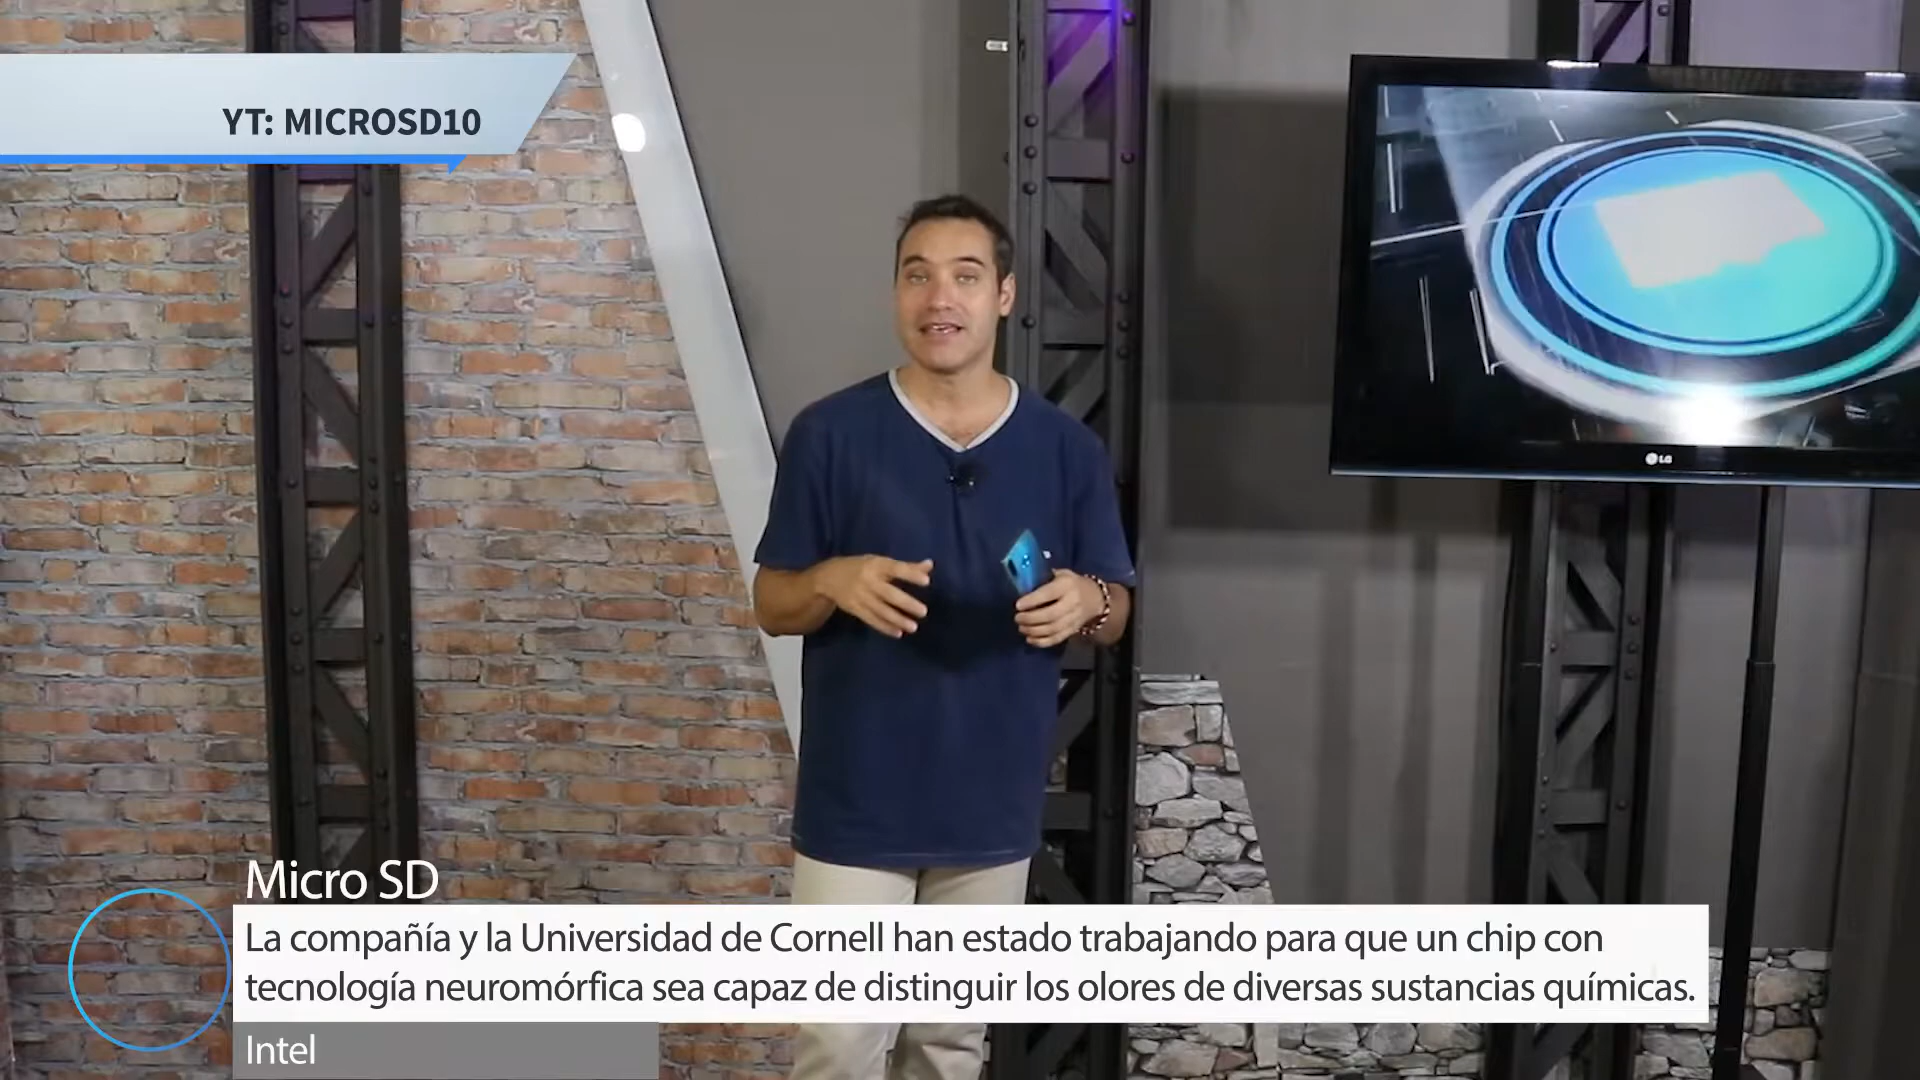 YT: MICROSD10
LG
Micro SD
La compañía y la Universidad de Cornell han estado trabajando para que un chip con
tecnología neuromórfica sea capaz de distinguir los olores de diversas sustancias químicas.
Intel